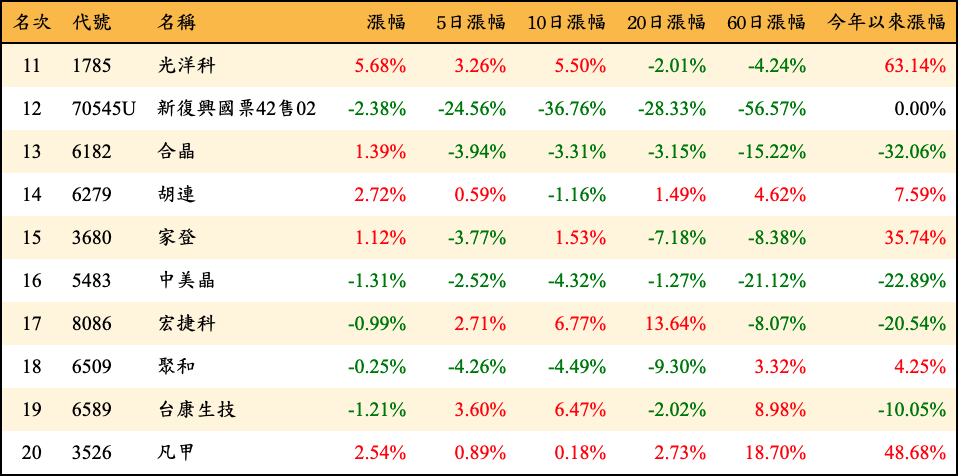 名次 代號 名稱 漲幅 5日漲幅 10日漲幅 20日漲幅 60日漲幅 今年以來漲幅
11 1785 光洋科 5.68% 3.26% 5.50% -2.01% -4.24% 63.14%
12 70545U 新復興國票42售02 -2.38% -24.56% -36.76% -28.33% -56.57% 0.00%
13 6182 合晶 1.39% -3.94% -3.31% -3.15% -15.22% -32.06%
14 6279 胡連 2.72% 0.59% -1.16% 1.49% 4.62% 7.59%
15 3680 家登 1.12% -3.77% 1.53% -7.18% -8.38% 35.74%
16 5483 中美晶 -1.31% -2.52% -4.32% -1.27% -21.12% -22.89%
17 8086 宏捷科 -0.99% 2.71% 6.77% 13.64% -8.07% -20.54%
18 6509 聚和 -0.25% -4.26% -4.49% -9.30% 3.32% 4.25%
19 6589 台康生技 -1.21% 3.60% 6.47% -2.02% 8.98% -10.05%
20 3526 凡甲 2.54% 0.89% 0.18% 2.73% 18.70% 48.68%